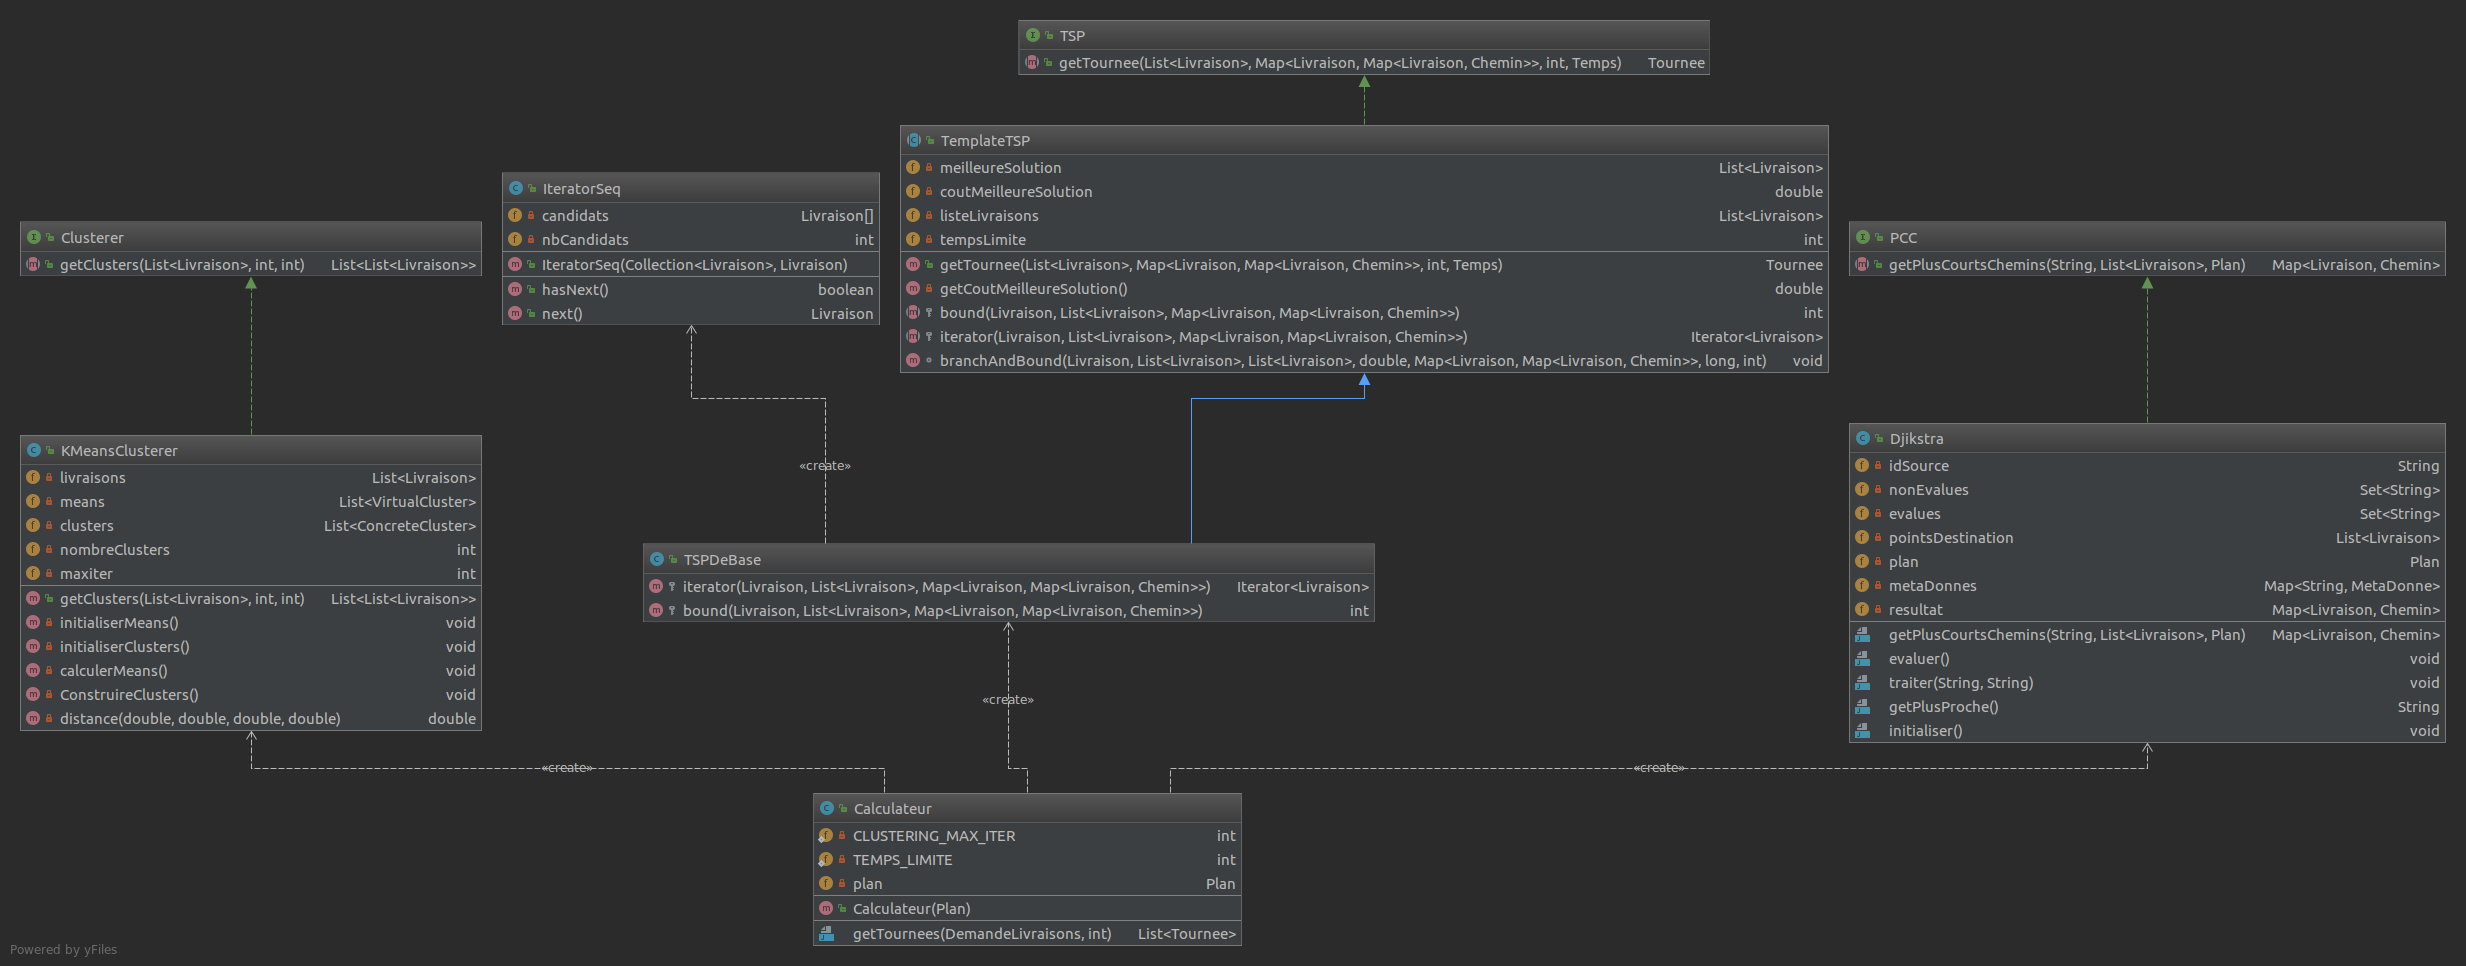 TSP
getTournee(List<Livraison>, Map<Livraison, Map<Livraison, Chemin>>, int, Temps) Tournee
TemplateTSP
meilleureSolution List<Livraison>
coutMeilleureSolution double
listeLivraisons List<Livraison>
tempsLimite int
getTournee(List<Livraison>, Map<Livraison, Map<Livraison, Chemin>>, int, Temps) Tournee
getCoutMeilleureSolution() double
bound(Livraison, List<Livraison>, Map<Livraison, Map<Livraison, Chemin>>) int
iterator(Livraison, List<Livraison>, Map<Livraison, Map<Livraison, Chemin>>) Iterator<Livraison>
branchAndBound(Livraison, List<Livraison>, List<Livraison>, double, Map<Livraison, Map<Livraison, Chemin>>, long, int) void
IteratorSeq
candidats Livraison[]
nbCandidats int
IteratorSeq(Collection<Livraison>, Livraison)
hasNext() boolean
next() Livraison
Clusterer
getClusters(List<Livraison>, int, int) List<List<Livraison>>
PCC
getPlusCourtsChemins(String, List<Livraison>, Plan) Map<Livraison, Chemin>
KMeansClusterer
livraisons List<Livraison>
means List<VirtualCluster>
clusters List<ConcreteCluster>
nombreClusters int
maxiter int
getClusters(List<Livraison>, int, int) List<List<Livraison>>
initialiserMeans() void
initialiserClusters() void
calculerMeans() void
ConstruireClusters() void
distance(double, double, double, double) double
«create»
TSPDeBase
iterator(Livraison, List<Livraison>, Map<Livraison, Map<Livraison, Chemin>>) Iterator<Livraison>
bound(Livraison, List<Livraison>, Map<Livraison, Map<Livraison, Chemin>>) int
Djikstra
idSource String
nonEvalues Set<String>
evalues Set<String>
pointsDestination List<Livraison>
plan Plan
metaDonnes Map<String, MetaDonne>
resultat Map<Livraison, Chemin>
getPlusCourtsChemins(String, List<Livraison>, Plan) Map<Livraison, Chemin>
evaluer() void
traiter(String, String) void
getPlusProche() String
initialiser() void
«create»
«create»
«create»
Calculateur
CLUSTERING_MAX_ITER int
TEMPS_LIMITE int
plan Plan
Calculateur(Plan)
getTournees(DemandeLivraisons, int) List<Tournee>
Powered by yFiles